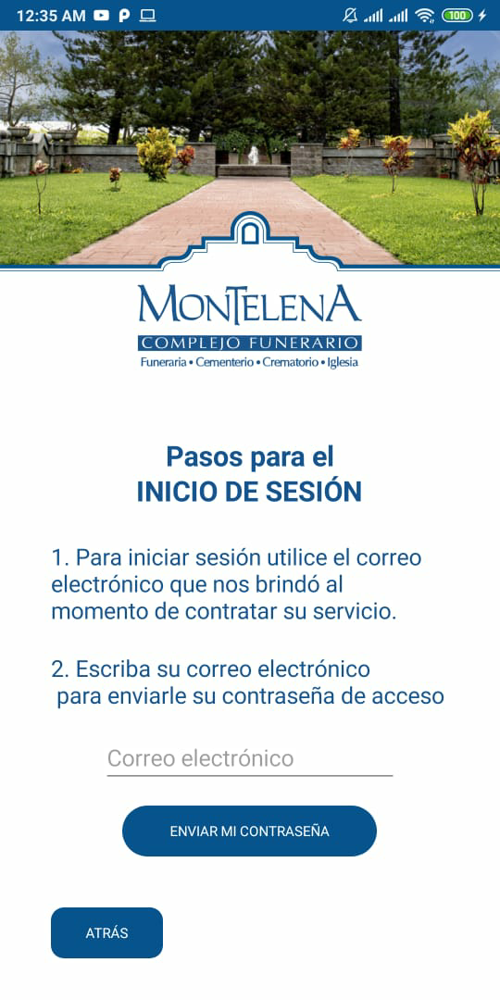 12:35 AM
100
MONTELENA
COMPLEJO FUNERARIO
Funeraria • Cementerio • Crematorio • Iglesia
Pasos para el
INICIO DE SESIÓN
1. Para iniciar sesión utilice el correo
electrónico que nos brindó al
momento de contratar su servicio.
2. Escriba su correo electrónico
para enviarle su contraseña de acceso
Correo electrónico
ENVIAR MI CONTRASEÑA
ATRÁS